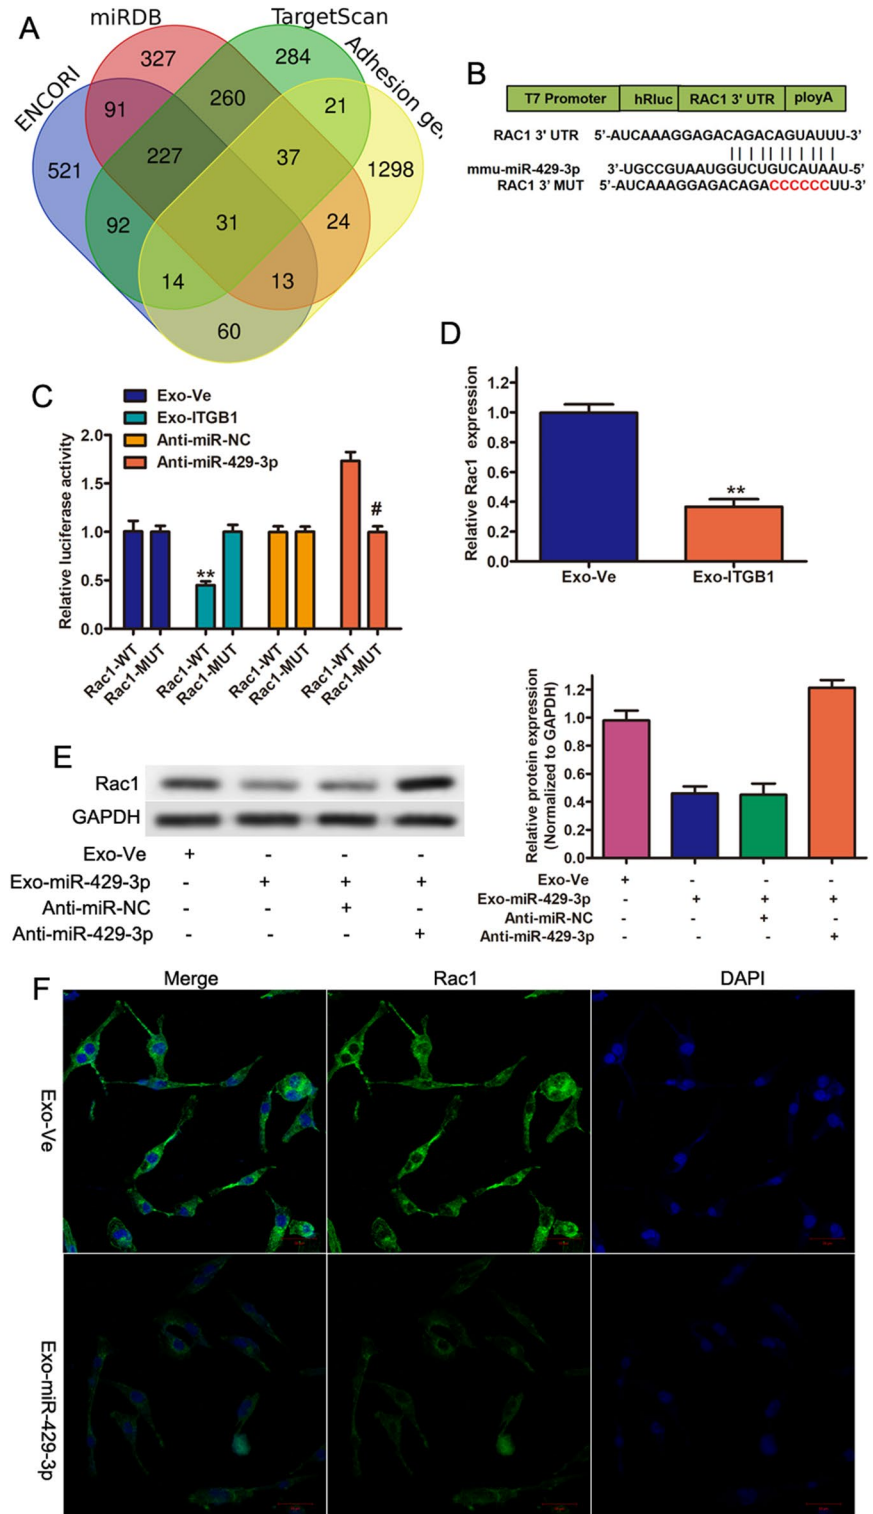 A
miRDB
TargetScan
ENCORI
Adhesion ge
327
284
91
260
21
521
227
37
1298
92
31
24
14
13
60
B
T7 Promoter hRluc RAC1 3' UTR ployA
RAC1 3' UTR 5'-AUCAAAGGAGACAGACAGUAUUU-3'
mmu-miR-429-3p 3'-UGCCGUAAUGGUCUGUCAUAAU-5'
RAC1 3' MUT 5'-AUCAAAGGAGACAGACCCCCCUU-3'
C
Exo-Ve
Exo-ITGB1
Anti-miR-NC
Anti-miR-429-3p
Relative luciferase activity
2.0
1.5
1.0
0.5
0.0
**
#
Rac1-WT
Rac1-MUT
Rac1-WT
Rac1-MUT
Rac1-WT
Rac1-MUT
Rac1-WT
Rac1-MUT
D
Relative Rac1 expression
1.2
1.0
0.8
0.6
0.4
0.2
0.0
**
Exo-Ve
Exo-ITGB1
E
Rac1
GAPDH
Exo-Ve + - - -
Exo-miR-429-3p - + + +
Anti-miR-NC - - + -
Anti-miR-429-3p - - - +
Relative protein expression
(Normalized to GAPDH)
1.2
1.0
0.8
0.6
0.4
0.2
0.0
Exo-Ve + - - -
Exo-miR-429-3p - + + +
Anti-miR-NC - - + -
Anti-miR-429-3p - - - +
F
Merge
Rac1
DAPI
Exo-Ve
Exo-miR-429-3p